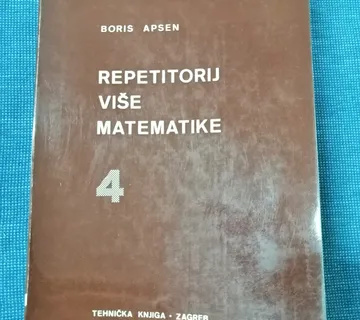 BORIS APSEN
REPETITORIJ
VIŠE
MATEMATIKE
4
TEHNIČKA KNJIGA • ZAGREB